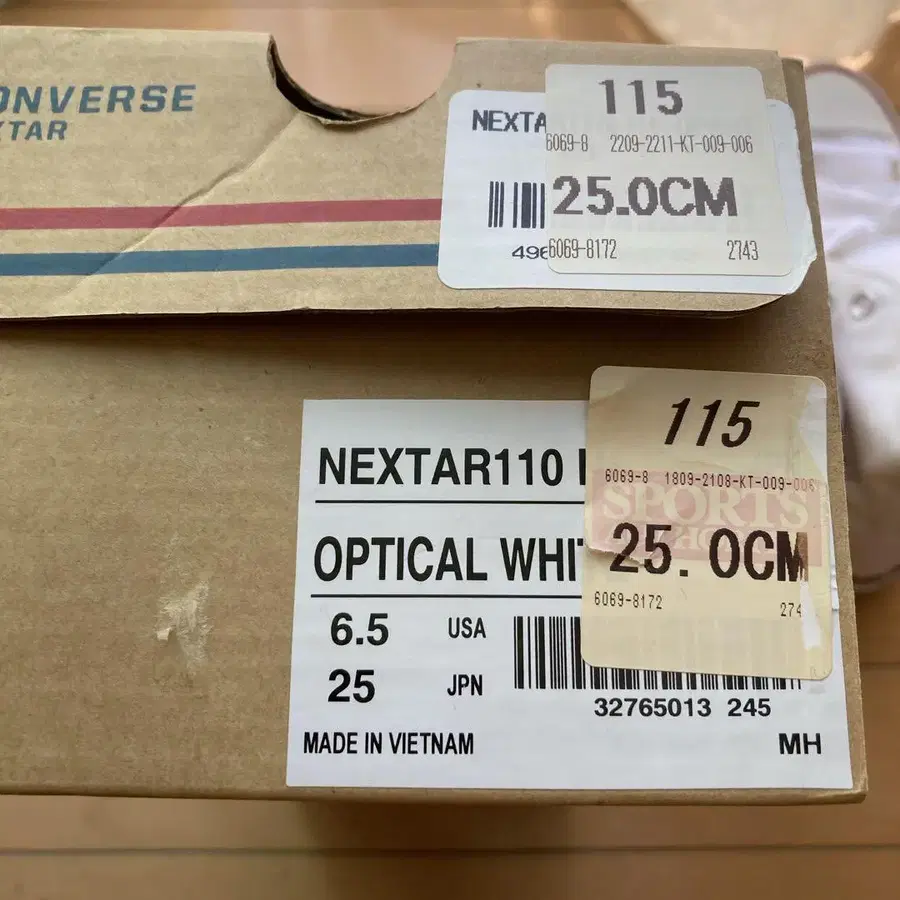 ONVERSE
XTAR
NEXTA
115
6069-8 2209-2211-KT-009-006
25.0CM
496
6069-8172 2743
NEXTAR110
OPTICAL WHIT
6.5 USA
25 JPN
32765013 245
MADE IN VIETNAM MH
115
6069-8 1809-2108-KT-009-006
SPORTS
25.0CM
6069-8172 274